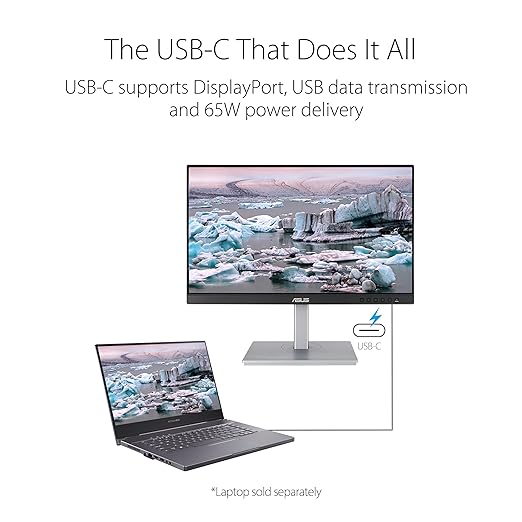 The USB-C That Does It All
USB-C supports DisplayPort, USB data transmission
and 65W power delivery
ASUS
USB-C
*Laptop sold separately